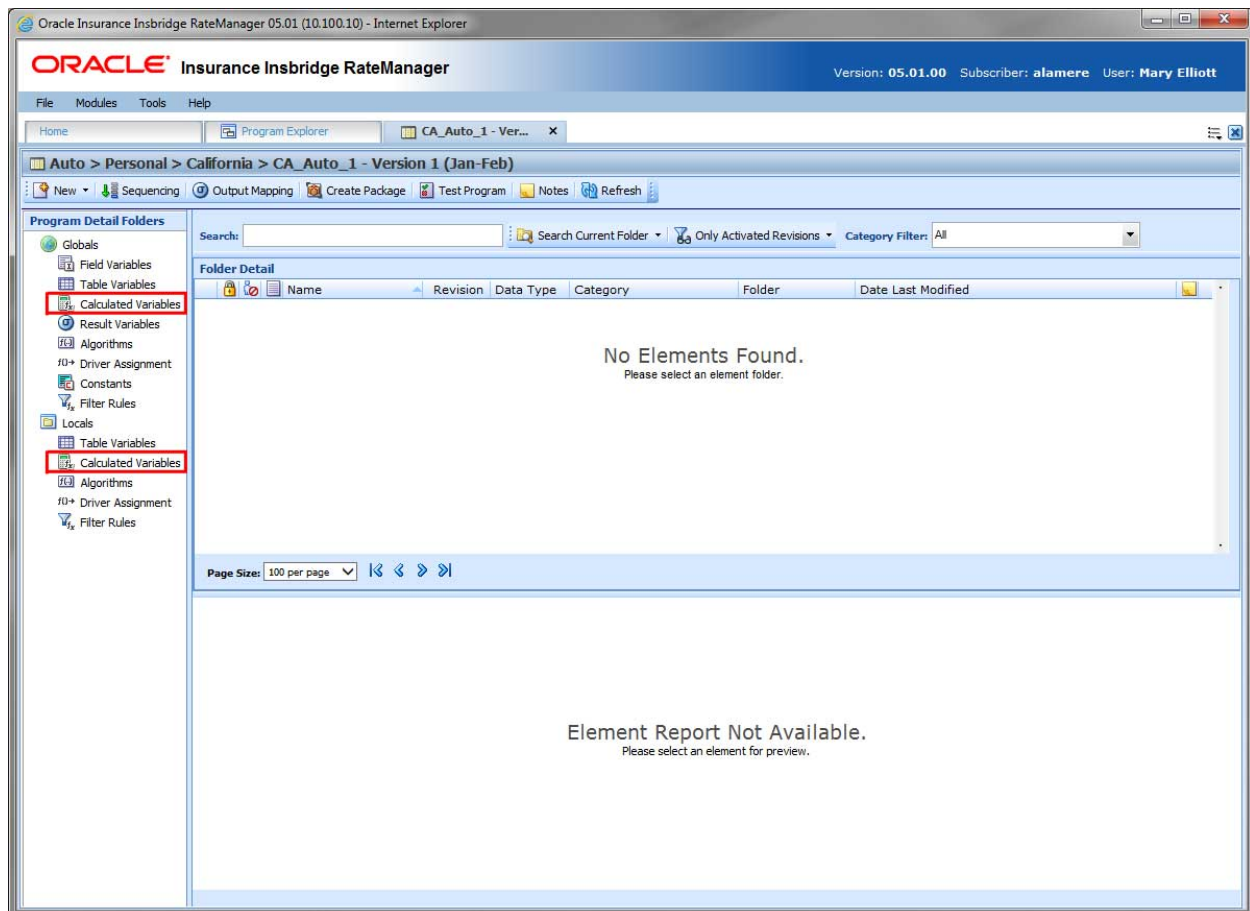 Oracle Insurance Insbridge RateManager 05.01 (10.100.10) - Internet Explorer
ORACLE® Insurance Insbridge RateManager
Version: 05.01.00 Subscriber: alamere User: Mary Elliott
File Modules Tools Help
Home Program Explorer CA_Auto_1 - Ver... x
Auto > Personal > California > CA_Auto_1 - Version 1 (Jan-Feb)
New Sequencing Output Mapping Create Package Test Program Notes Refresh
Program Detail Folders
Globals
Field Variables
Table Variables
Calculated Variables
Result Variables
Algorithms
Driver Assignment
Constants
Filter Rules
Locals
Table Variables
Calculated Variables
Algorithms
Driver Assignment
Filter Rules
Search: Search Current Folder Only Activated Revisions Category Filter: All
Folder Detail
Name Revision Data Type Category Folder Date Last Modified
No Elements Found.
Please select an element folder.
Page Size: 100 per page
Element Report Not Available.
Please select an element for preview.